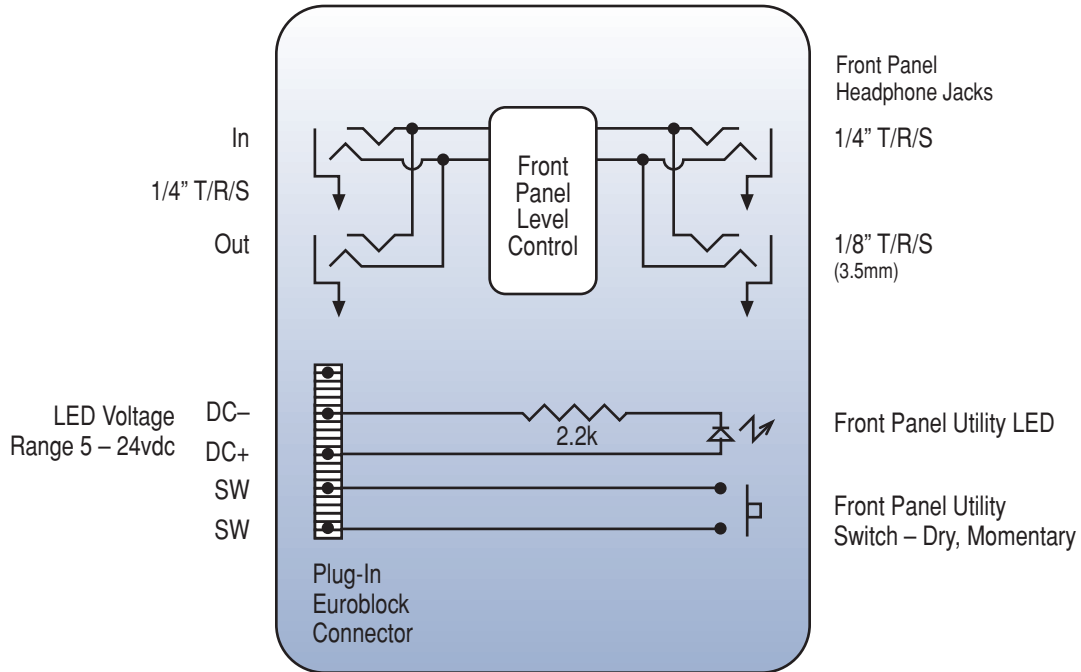 Front Panel
Headphone Jacks
In
1/4” T/R/S
Out
Front
Panel
Level
Control
1/4” T/R/S
1/8” T/R/S
(3.5mm)
LED Voltage
Range 5 – 24vdc
DC–
DC+
SW
SW
2.2k
Front Panel Utility LED
Front Panel Utility
Switch – Dry, Momentary
Plug-In
Euroblock
Connector